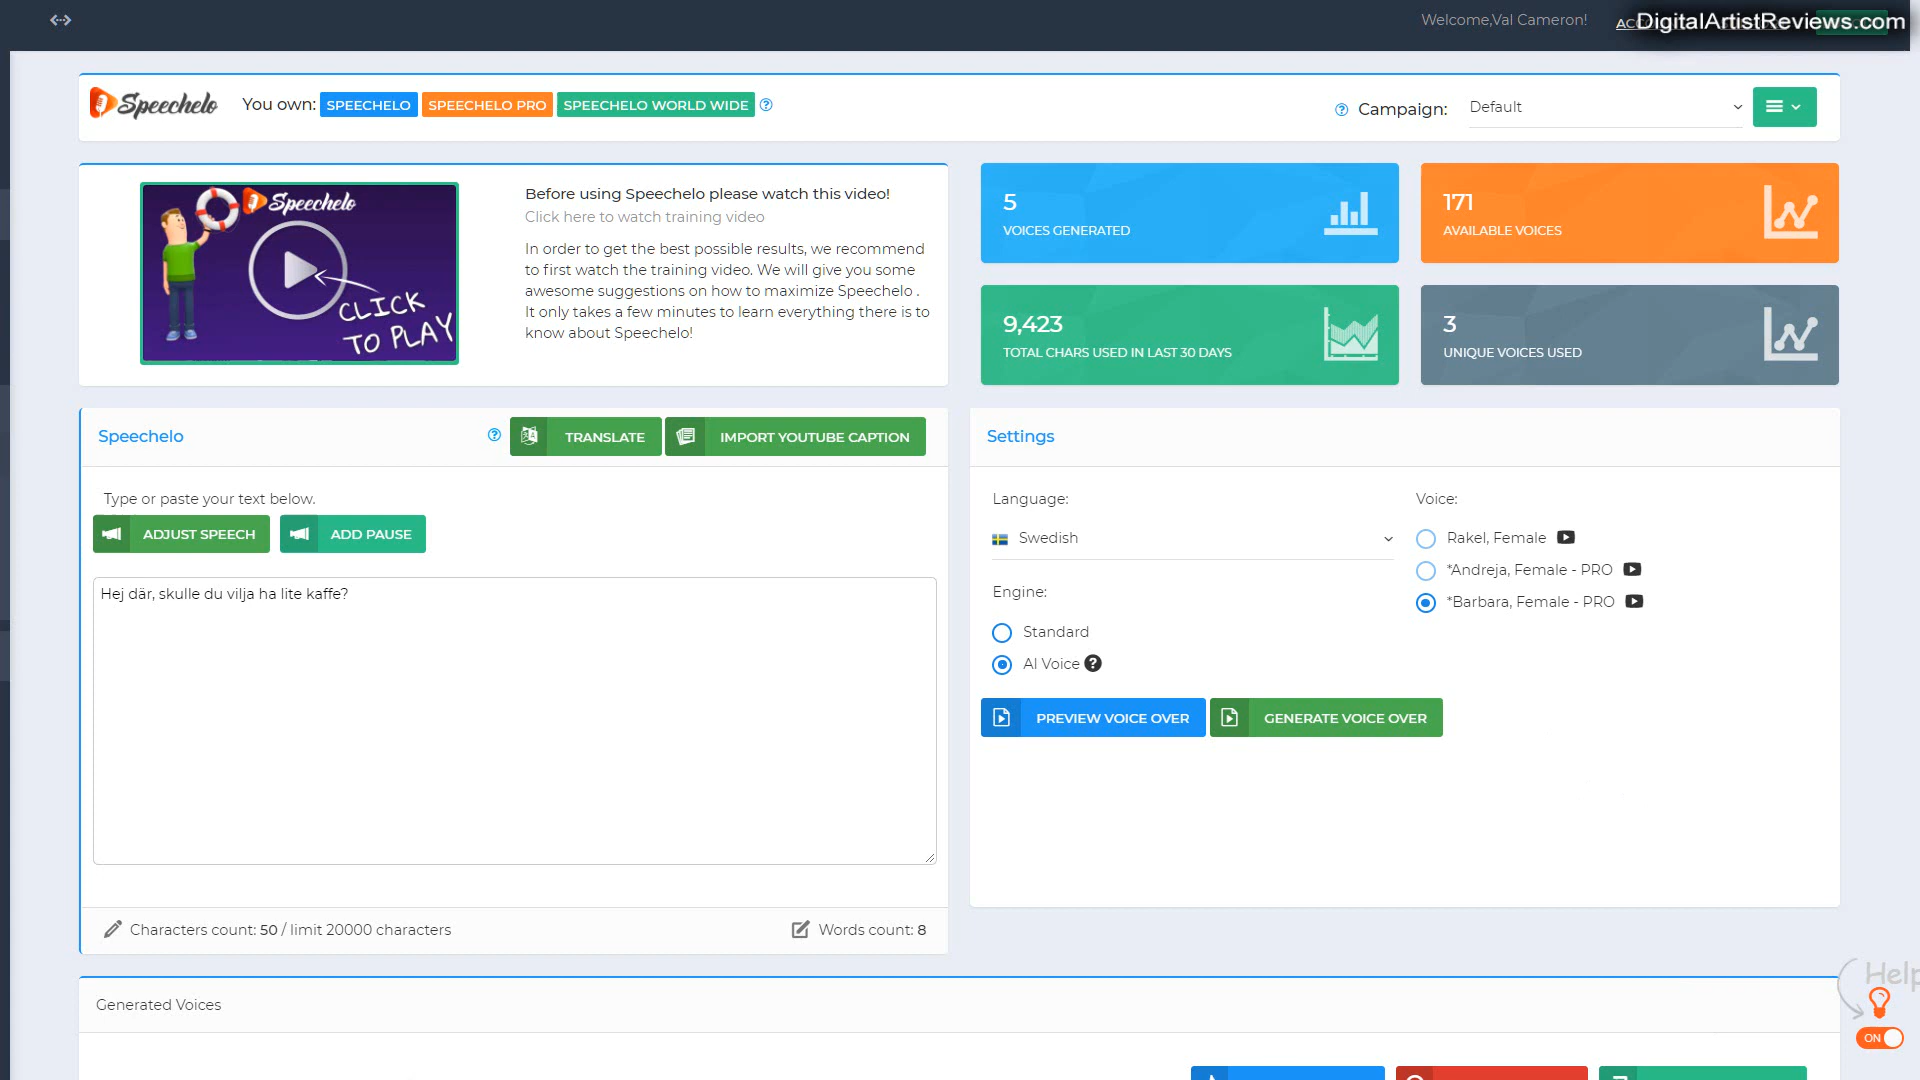 Welcome,Val Cameron!
DigitalArtistReviews.com
Speechelo
You own: SPEECHELO SPEECHELO PRO SPEECHELO WORLD WIDE
Campaign: Default
Speechelo
CLICK
TO PLAY
Before using Speechelo please watch this video!
Click here to watch training video
In order to get the best possible results, we recommend
to first watch the training video. We will give you some
awesome suggestions on how to maximize Speechelo .
It only takes a few minutes to learn everything there is to
know about Speechelo!
5
VOICES GENERATED
171
AVAILABLE VOICES
9,423
TOTAL CHARS USED IN LAST 30 DAYS
3
UNIQUE VOICES USED
Speechelo
TRANSLATE
IMPORT YOUTUBE CAPTION
Type or paste your text below.
ADJUST SPEECH
ADD PAUSE
Hej där, skulle du vilja ha lite kaffe?
Characters count: 50 / limit 20000 characters
Words count: 8
Settings
Language:
Swedish
Engine:
Standard
AI Voice
Voice:
Rakel, Female
*Andreja, Female - PRO
*Barbara, Female - PRO
PREVIEW VOICE OVER
GENERATE VOICE OVER
Generated Voices
Help
ON